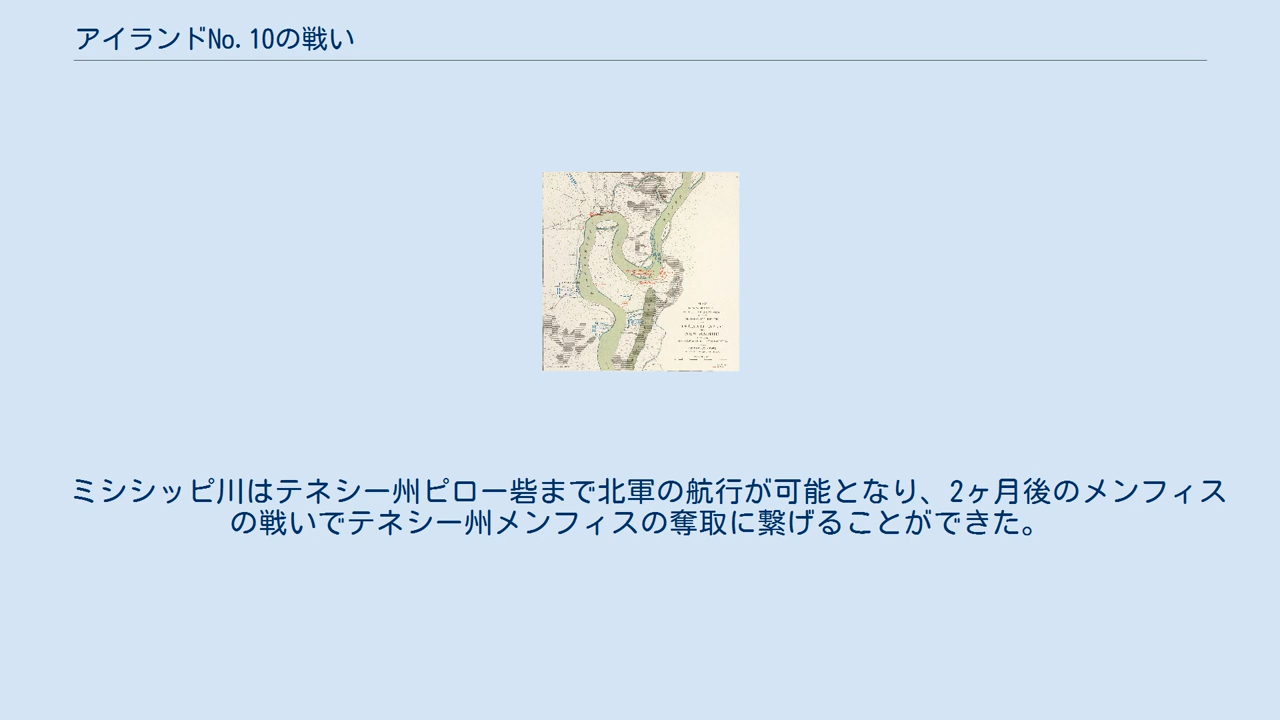 アイランドNo.10の戦い
ミシシッピ川はテネシー州ピロー砦まで北軍の航行が可能となり、2ヶ月後のメンフィス
の戦いでテネシー州メンフィスの奪取に繋げることができた。